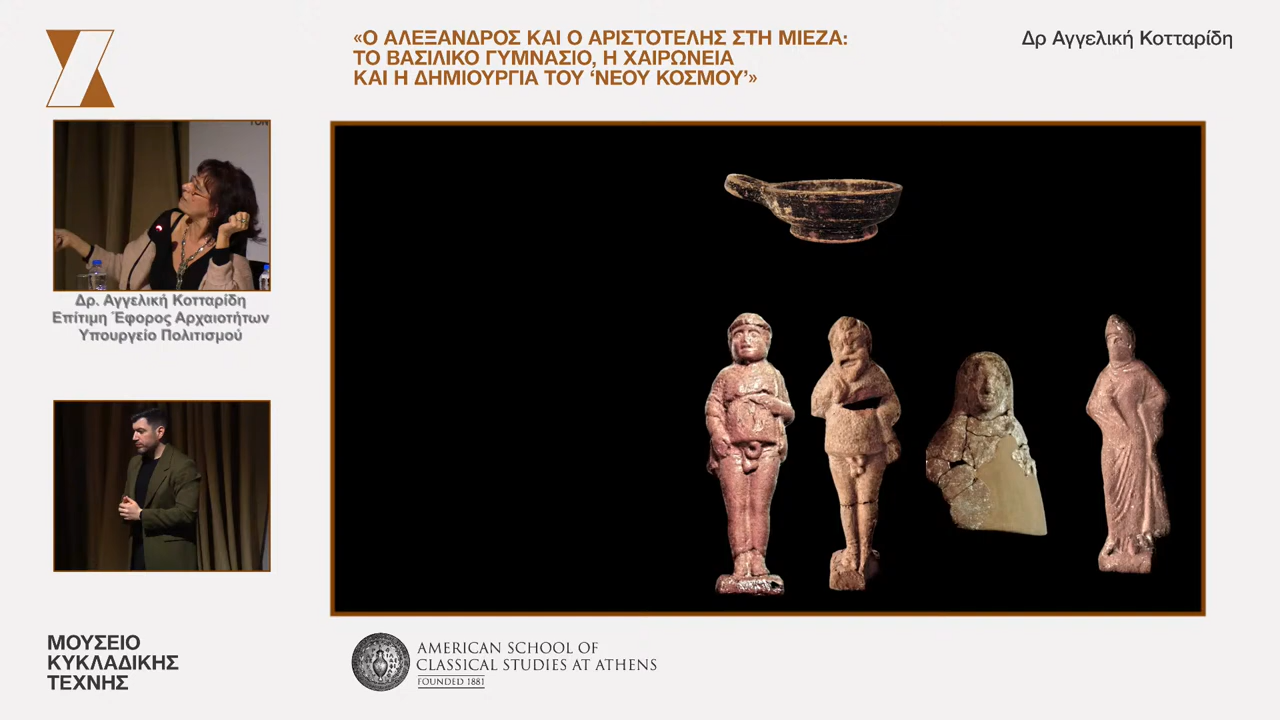 «Ο ΑΛΕΞΑΝΔΡΟΣ ΚΑΙ Ο ΑΡΙΣΤΟΤΕΛΗΣ ΣΤΗ ΜΙΕΖΑ:
ΤΟ ΒΑΣΙΛΙΚΟ ΓΥΜΝΑΣΙΟ, Η ΧΑΙΡΩΝΕΙΑ
ΚΑΙ Η ΔΗΜΙΟΥΡΓΙΑ ΤΟΥ ‘ΝΕΟΥ ΚΟΣΜΟΥ’»
Δρ Αγγελική Κοτταρίδη
Δρ. Αγγελική Κοτταρίδη
Επίτιμη Έφορος Αρχαιοτήτων
Υπουργείο Πολιτισμού
ΜΟΥΣΕΙΟ
ΚΥΚΛΑΔΙΚΗΣ
ΤΕΧΝΗΣ
AMERICAN SCHOOL OF
CLASSICAL STUDIES AT ATHENS
FOUNDED 1881